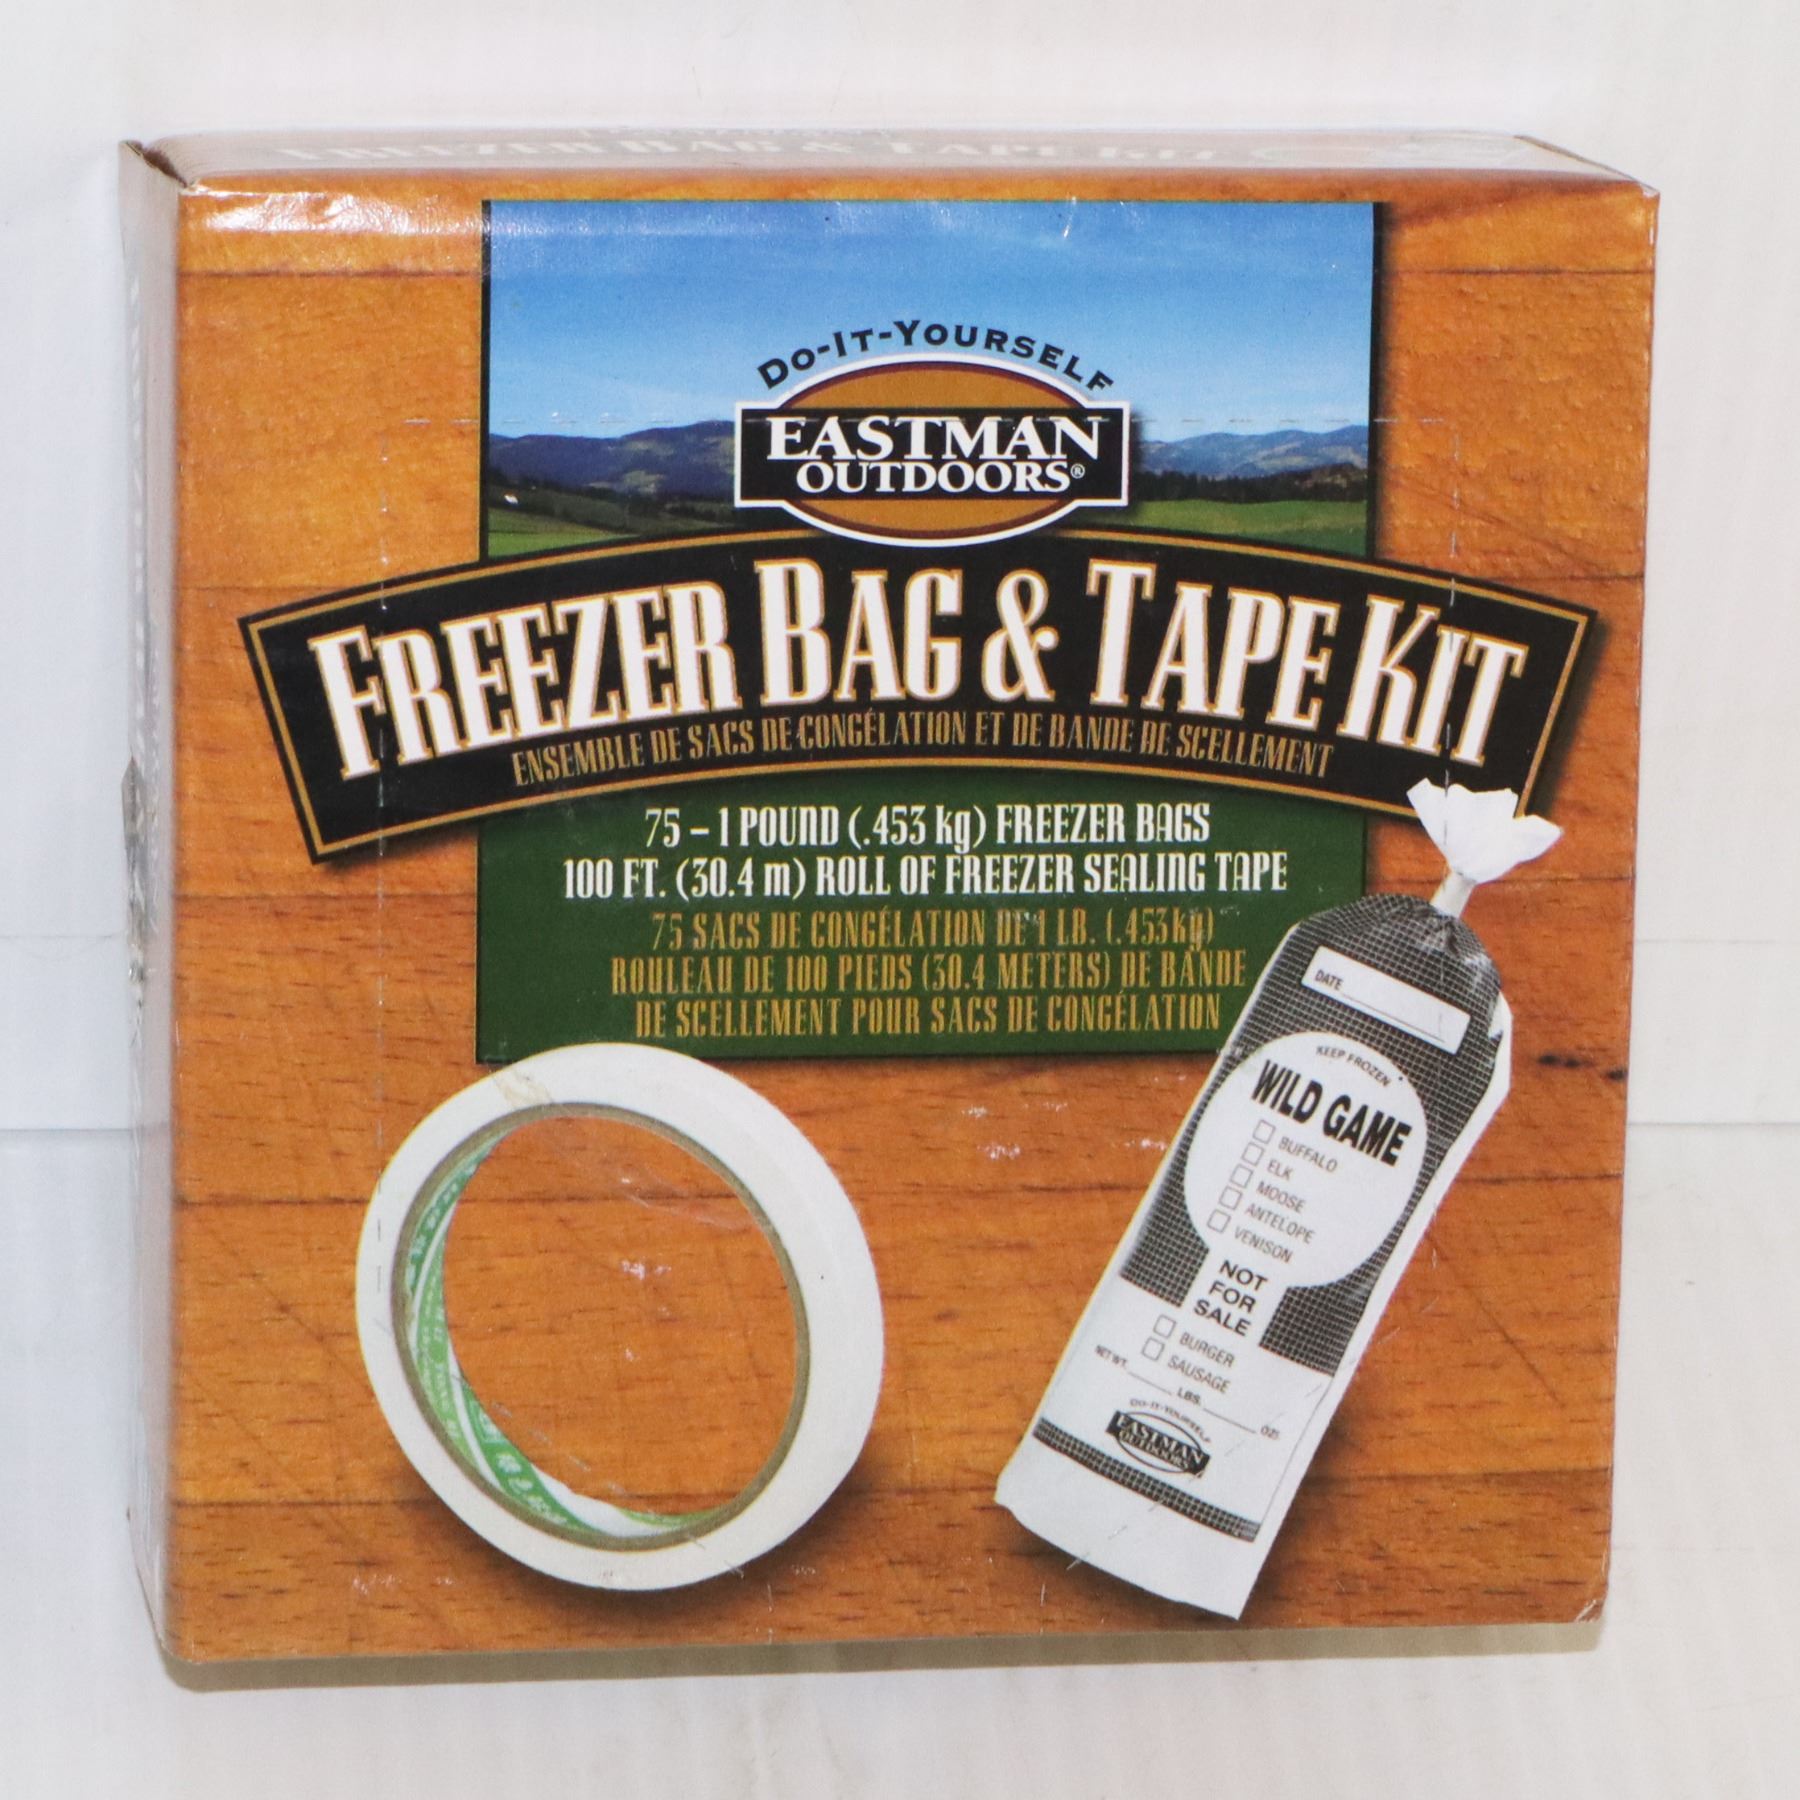 FREEZER BAG & TAPE KIT
DO-IT-YOURSELF
EASTMAN
OUTDOORS®
FREEZER BAG & TAPE KIT
ENSEMBLE DE SACS DE CONGÉLATION ET DE BANDE DE SCELLEMENT
75 – 1 POUND (.453 kg) FREEZER BAGS
100 FT. (30.4 m) ROLL OF FREEZER SEALING TAPE
75 SACS DE CONGÉLATION DE 1 LB. (.453kg)
ROULEAU DE 100 PIEDS (30.4 METERS) DE BANDE
DE SCELLEMENT POUR SACS DE CONGÉLATION
DATE
KEEP FROZEN
WILD GAME
BUFFALO
ELK
MOOSE
ANTELOPE
VENISON
NOT
FOR
SALE
BURGER
SAUSAGE
NET WT. LBS. OZS.
DO-IT-YOURSELF
EASTMAN
OUTDOORS